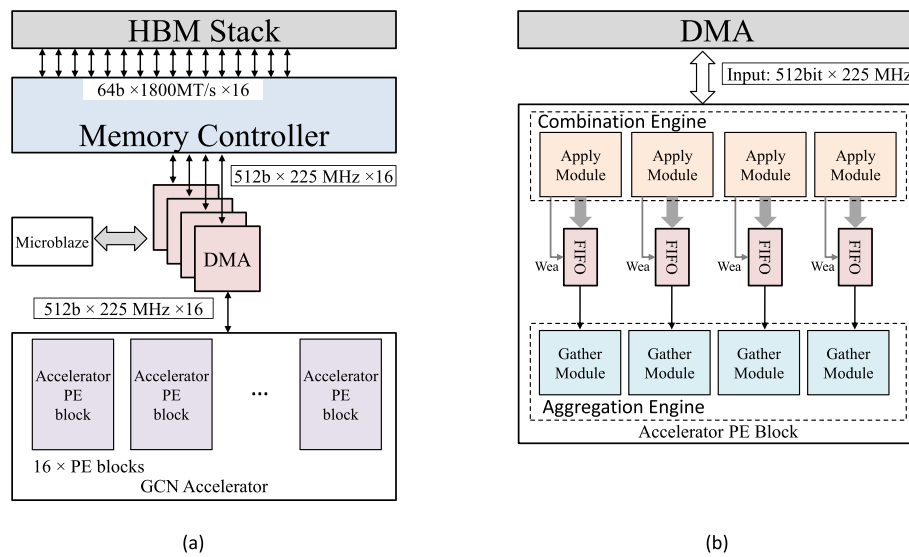 HBM Stack
64b ×1800MT/s ×16
Memory Controller
512b × 225 MHz ×16
Microblaze
DMA
512b × 225 MHz ×16
Accelerator
PE
block
Accelerator
PE
block
...
Accelerator
PE
block
16 × PE blocks
GCN Accelerator
(a)
DMA
Input: 512bit × 225 MHz
Combination Engine
Apply
Module
Apply
Module
Apply
Module
Apply
Module
Wea
FIFO
Wea
FIFO
Wea
FIFO
Wea
FIFO
Gather
Module
Gather
Module
Gather
Module
Gather
Module
Aggregation Engine
Accelerator PE Block
(b)